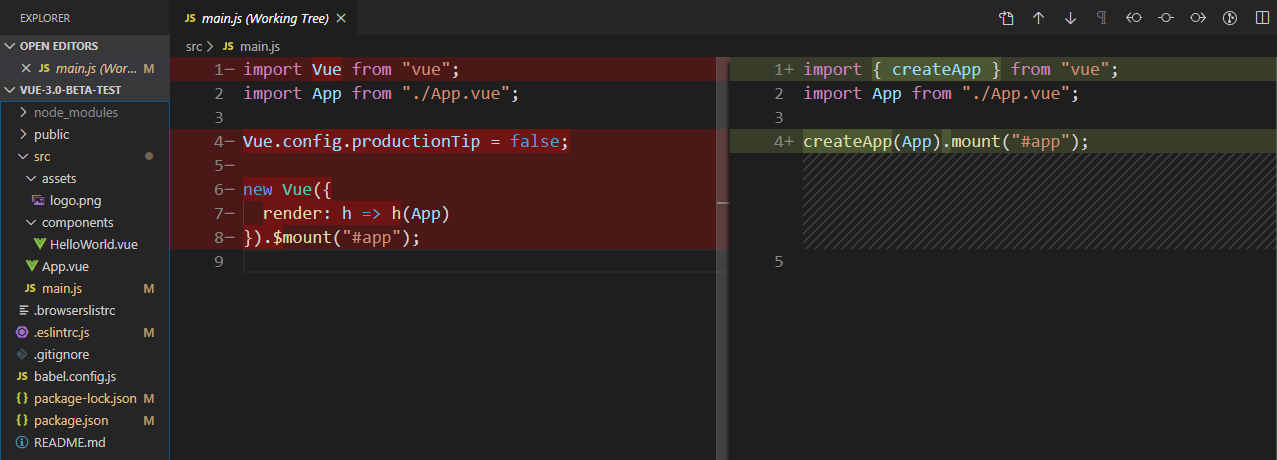 EXPLORER
OPEN EDITORS
JS main.js (Wor... M
VUE-3.0-BETA-TEST
node_modules
public
src
assets
logo.png
components
HelloWorld.vue
App.vue
JS main.js M
.browserslistrc
.eslintrc.js M
.gitignore
JS babel.config.js
{} package-lock.json M
{} package.json M
README.md
JS main.js (Working Tree)
src > JS main.js
1− import Vue from "vue";
2 import App from "./App.vue";
3
4− Vue.config.productionTip = false;
5−
6− new Vue({
7−   render: h => h(App)
8− }).$mount("#app");
9
1+ import { createApp } from "vue";
2 import App from "./App.vue";
3
4+ createApp(App).mount("#app");
5